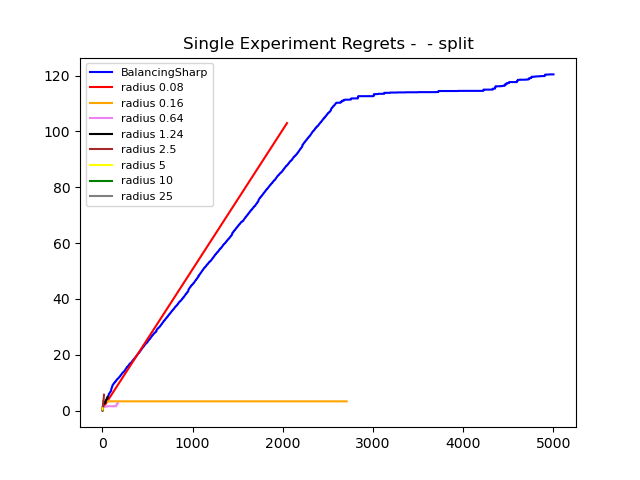 Single Experiment Regrets -  - split
BalancingSharp
radius 0.08
radius 0.16
radius 0.64
radius 1.24
radius 2.5
radius 5
radius 10
radius 25
120
100
80
60
40
20
0
0 1000 2000 3000 4000 5000